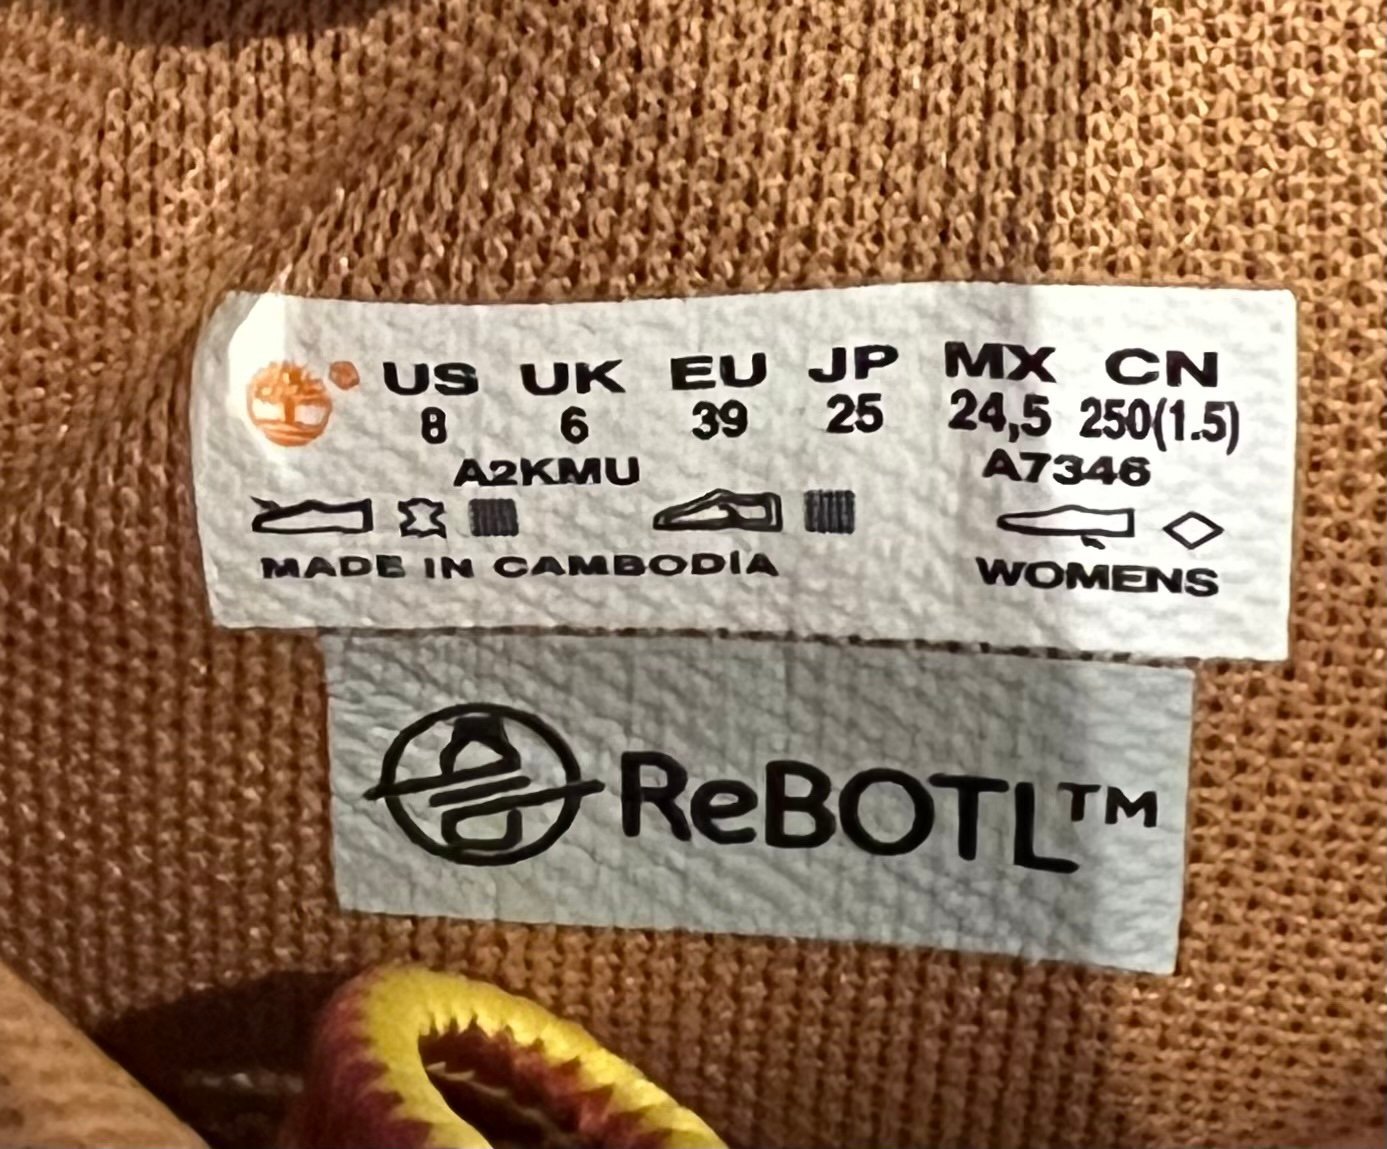 US UK EU JP MX CN
8 6 39 25 24,5 250(1.5)
A2KMU A7346
MADE IN CAMBODIA WOMENS
ReBOTL™